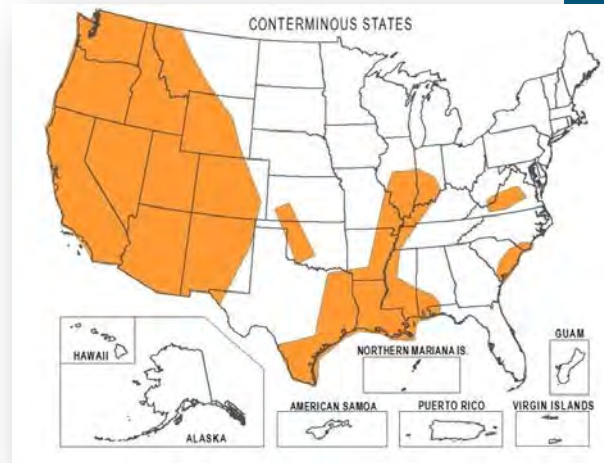 CONTERMINOUS STATES
GUAM
HAWAII
NORTHERN MARIANA IS.
AMERICAN SAMOA
PUERTO RICO
VIRGIN ISLANDS
ALASKA